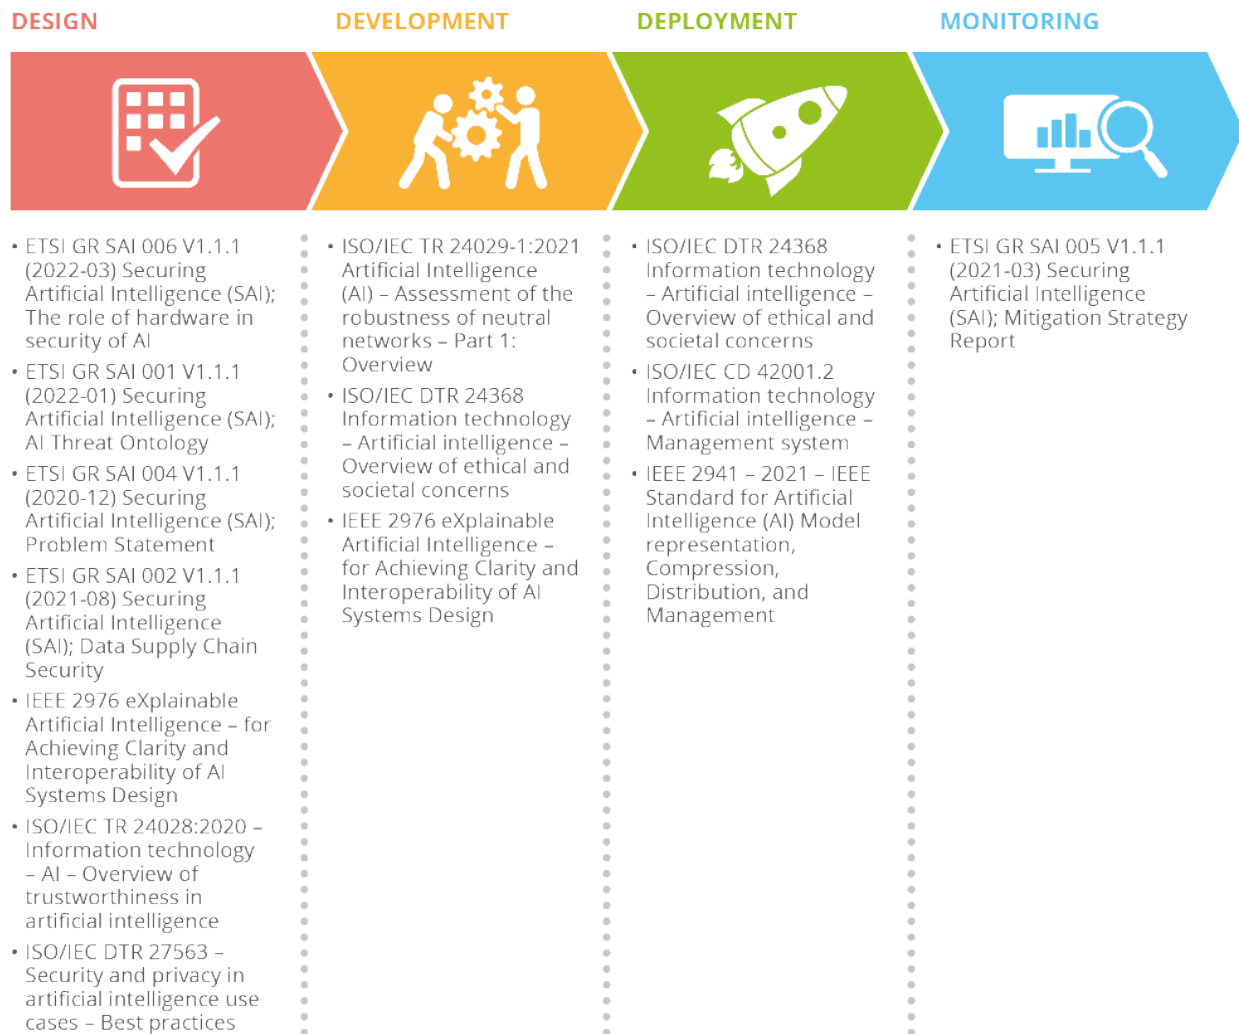 DESIGN
DEVELOPMENT
DEPLOYMENT
MONITORING
• ETSI GR SAI 006 V1.1.1
(2022-03) Securing
Artificial Intelligence (SAI);
The role of hardware in
security of AI
• ETSI GR SAI 001 V1.1.1
(2022-01) Securing
Artificial Intelligence (SAI);
AI Threat Ontology
• ETSI GR SAI 004 V1.1.1
(2020-12) Securing
Artificial Intelligence (SAI);
Problem Statement
• ETSI GR SAI 002 V1.1.1
(2021-08) Securing
Artificial Intelligence
(SAI); Data Supply Chain
Security
• IEEE 2976 eXplainable
Artificial Intelligence – for
Achieving Clarity and
Interoperability of AI
Systems Design
• ISO/IEC TR 24028:2020 –
Information technology
– AI – Overview of
trustworthiness in
artificial intelligence
• ISO/IEC DTR 27563 –
Security and privacy in
artificial intelligence use
cases – Best practices
• ISO/IEC TR 24029-1:2021
Artificial Intelligence
(AI) – Assessment of the
robustness of neutral
networks – Part 1:
Overview
• ISO/IEC DTR 24368
Information technology
– Artificial intelligence –
Overview of ethical and
societal concerns
• IEEE 2976 eXplainable
Artificial Intelligence –
for Achieving Clarity and
Interoperability of AI
Systems Design
• ISO/IEC DTR 24368
Information technology
– Artificial intelligence –
Overview of ethical and
societal concerns
• ISO/IEC CD 42001.2
Information technology
– Artificial intelligence –
Management system
• IEEE 2941 – 2021 – IEEE
Standard for Artificial
Intelligence (AI) Model
representation,
Compression,
Distribution, and
Management
• ETSI GR SAI 005 V1.1.1
(2021-03) Securing
Artificial Intelligence
(SAI); Mitigation Strategy
Report